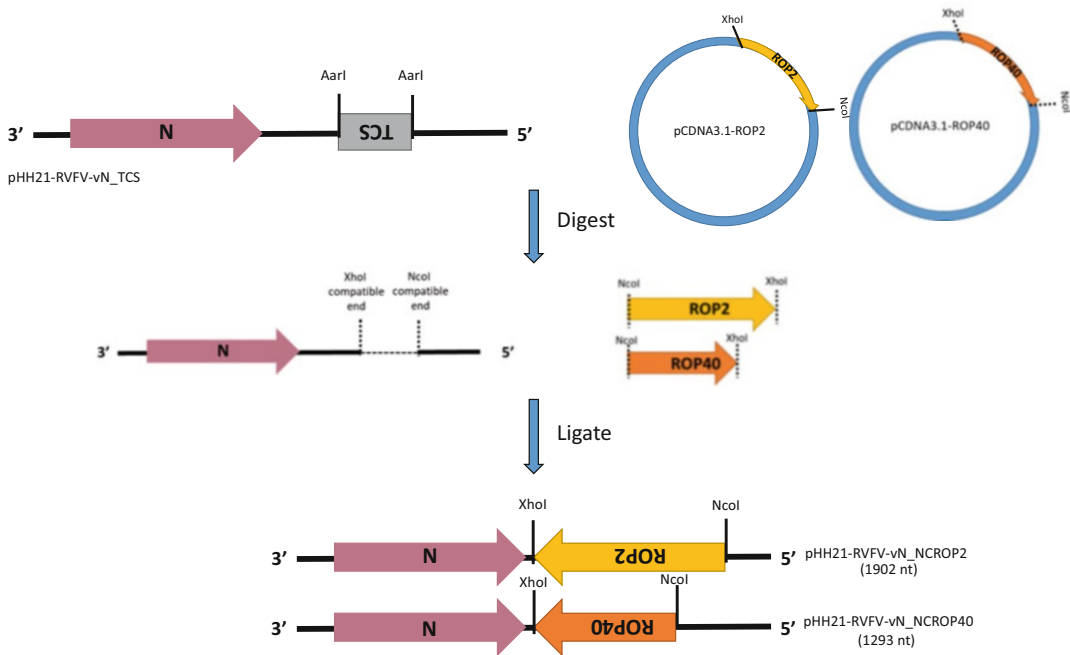 XhoI
XhoI
AarI
AarI
ROP2
ROP40
NcoI
NcoI
3’
N
TCS
5’
pCDNA3.1-ROP2
pCDNA3.1-ROP40
pHH21-RVFV-vN_TCS
Digest
XhoI
compatible
end
NcoI
compatible
end
NcoI
XhoI
ROP2
3’
N
5’
NcoI
XhoI
ROP40
Ligate
XhoI
NcoI
3’
N
ROP2
5’
pHH21-RVFV-vN_NCROP2
(1902 nt)
XhoI
NcoI
3’
N
ROP40
5’
pHH21-RVFV-vN_NCROP40
(1293 nt)